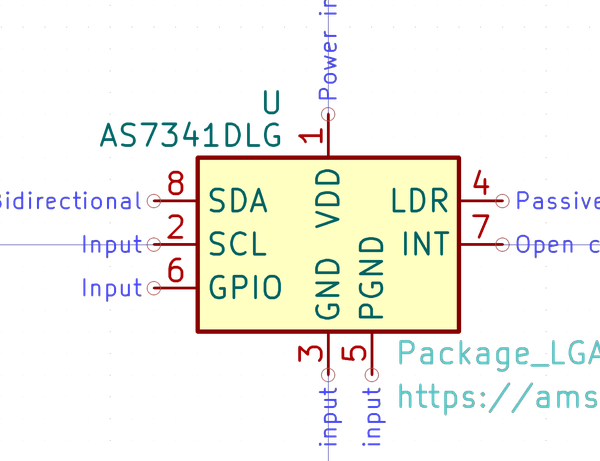 Power in
U
AS7341DLG
1
8
SDA
VDD
LDR
4
Bidirectional
Passive
2
SCL
INT
7
Input
Open c
6
GPIO
GND
PGND
Input
3
5
Package_LGA
https://ams
input
input